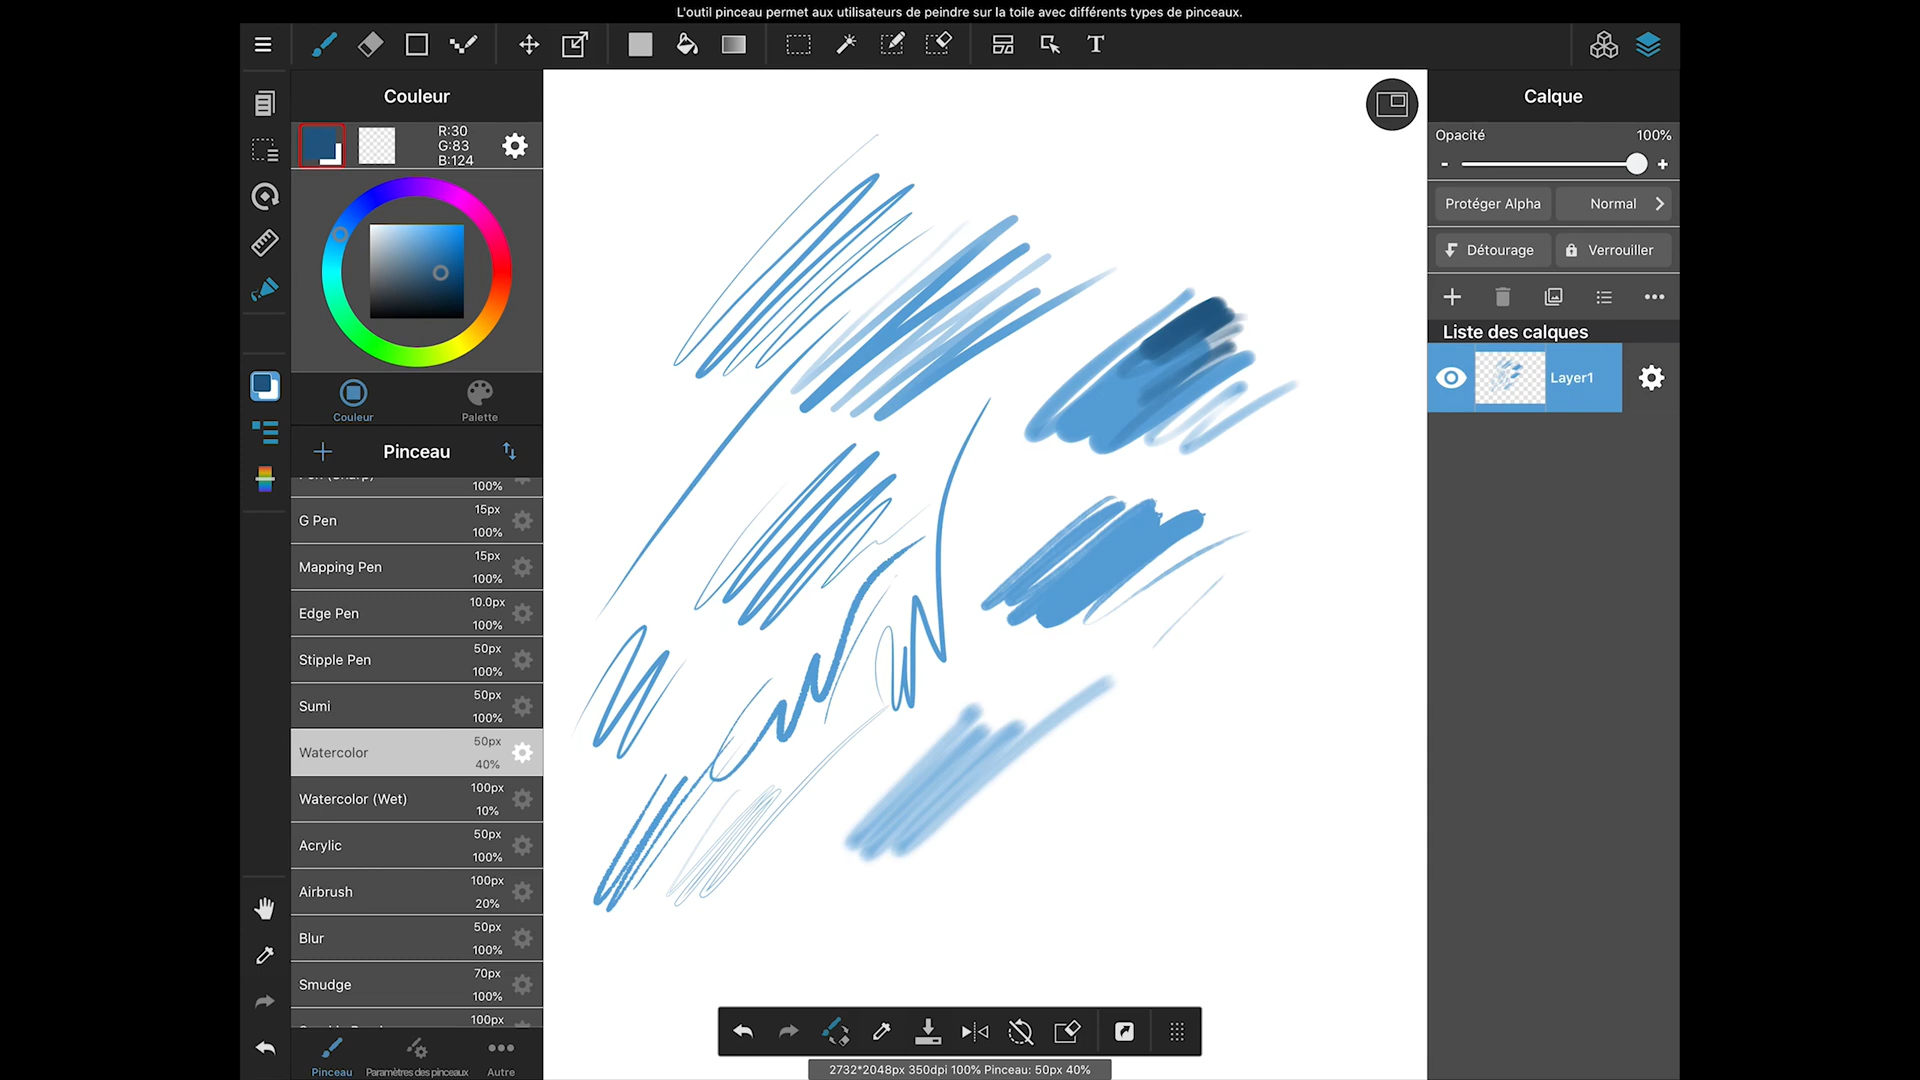 L'outil pinceau permet aux utilisateurs de peindre sur la toile avec différents types de pinceaux.
T
Couleur
R:30
G:83
B:124
Couleur
Palette
Pinceau
100%
G Pen
15px
100%
Mapping Pen
15px
100%
Edge Pen
10.0px
100%
Stipple Pen
50px
100%
Sumi
50px
100%
Watercolor
50px
40%
Watercolor (Wet)
100px
10%
Acrylic
50px
100%
Airbrush
100px
20%
Blur
50px
100%
Smudge
70px
100%
100px
Pinceau
Paramètres des pinceaux
Autre
2732*2048px 350dpi 100% Pinceau: 50px 40%
Calque
Opacité
100%
- +
Protéger Alpha
Normal
Détourage
Verrouiller
Liste des calques
Layer1